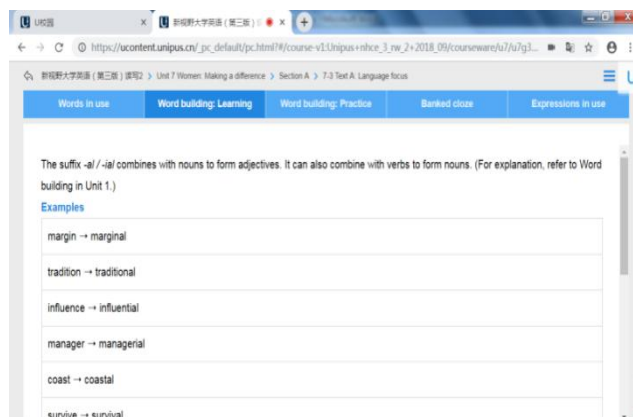 U校园
新视野大学英语 ( 第三版 )
https://ucontent.unipus.cn/_pc_default/pc.html?#/course-v1:Unipus+nhce_3_rw_2+2018_09/courseware/u7/u7g3...
新视野大学英语 ( 第三版 ) 读写2 > Unit 7 Women: Making a difference > Section A > 7-3 Text A: Language focus
Words in use
Word building: Learning
Word building: Practice
Banked cloze
Expressions in use
The suffix -al / -ial combines with nouns to form adjectives. It can also combine with verbs to form nouns. (For explanation, refer to Word
building in Unit 1.)
Examples
margin → marginal
tradition → traditional
influence → influential
manager → managerial
coast → coastal
survive → survival